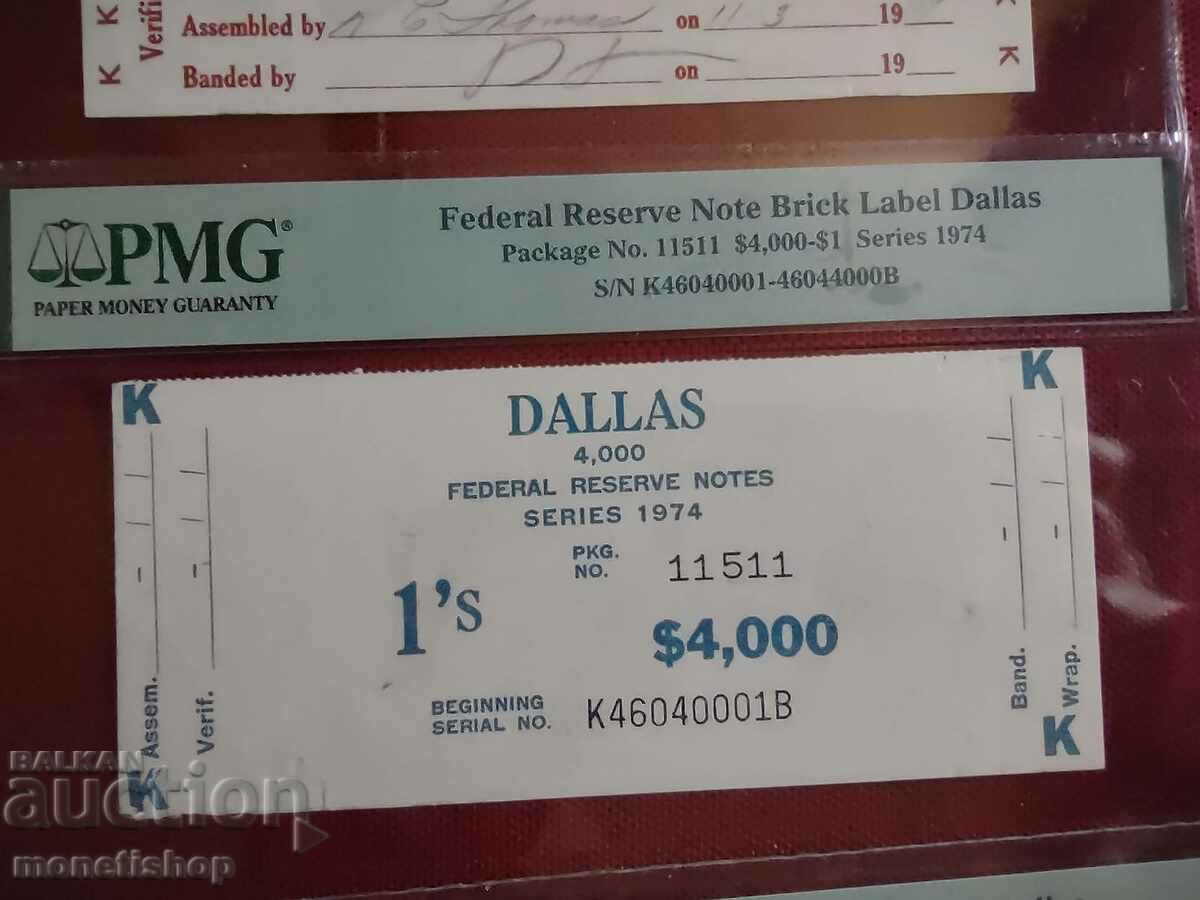 K K
Verifi
Assembled by on 11 3 19
Banded by on 19
K K
PMG®
PAPER MONEY GUARANTY
Federal Reserve Note Brick Label Dallas
Package No. 11511 $4,000-$1 Series 1974
S/N K46040001-46044000B
K K
DALLAS
4,000
FEDERAL RESERVE NOTES
SERIES 1974
PKG.
NO. 11511
1's $4,000
BEGINNING
SERIAL NO. K46040001B
Assem.
Verif.
Band.
Wrap.
K K
BALKAN
auction
monetishop